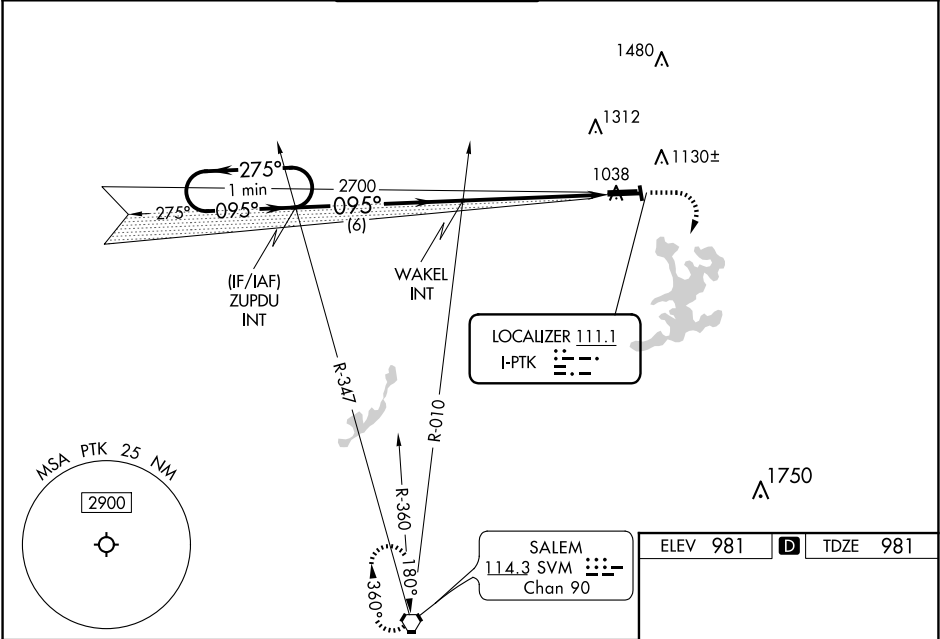 1480
1312
1130±
1038
275°
1 min
2700
275°
095°
095°
(6)
(IF/IAF)
ZUPDU
INT
WAKEL
INT
LOCALIZER 111.1
I-PTK
R-347
R-010
R-360
180°
360°
MSA PTK 25 NM
2900
1750
SALEM
114.3 SVM
Chan 90
ELEV 981 D TDZE 981